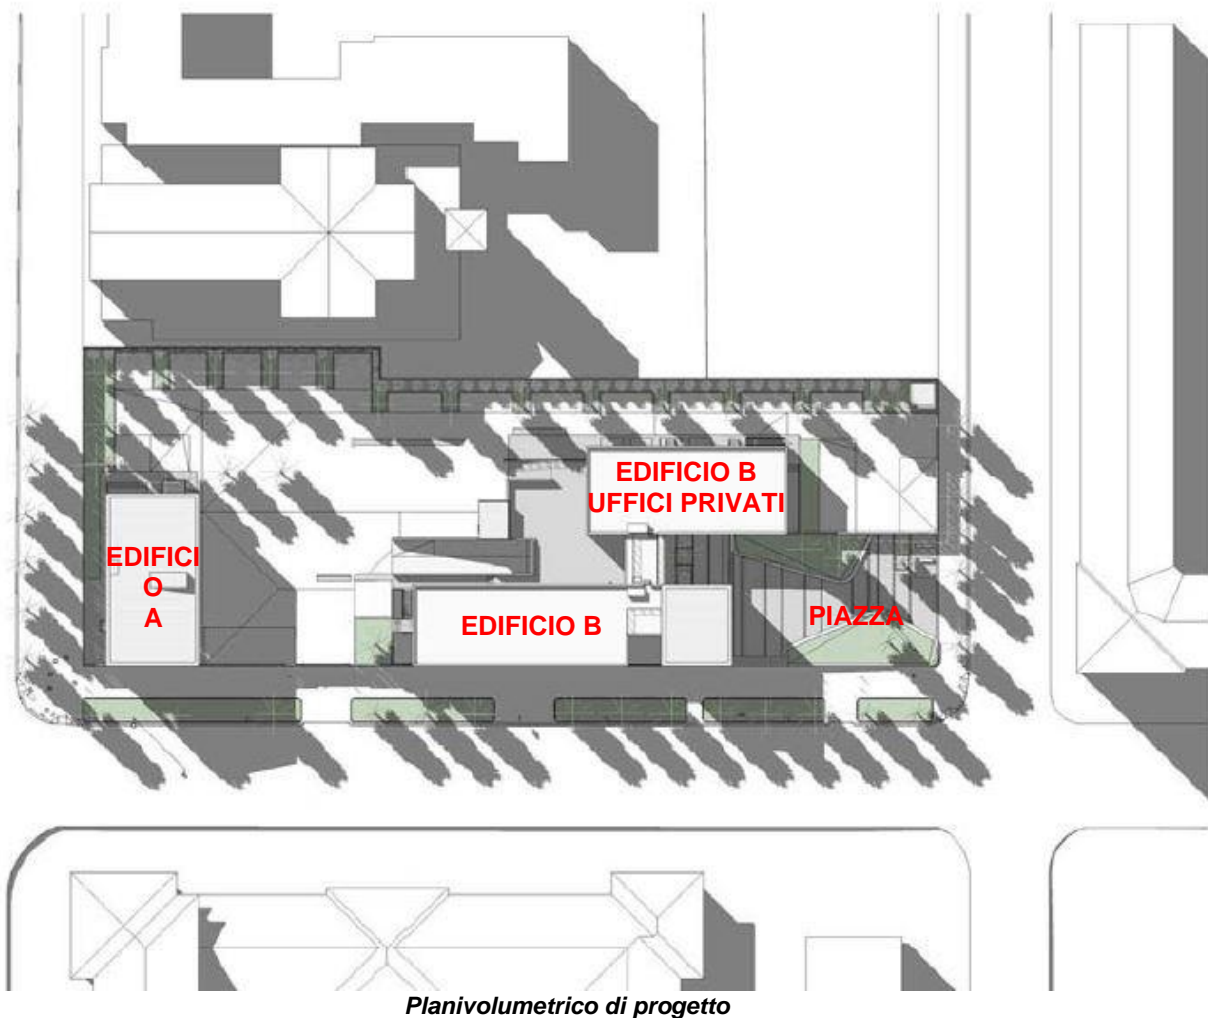 EDIFICIO B
UFFICI PRIVATI
EDIFICI
O
A
EDIFICIO B
PIAZZA
Planivolumetrico di progetto